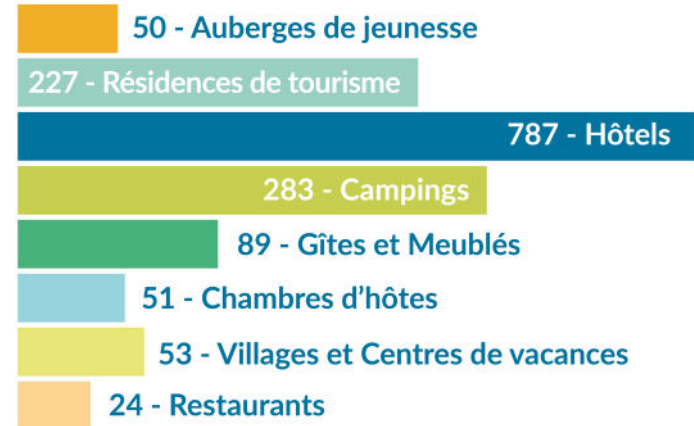 50 - Auberges de jeunesse
227 - Résidences de tourisme
787 - Hôtels
283 - Campings
89 - Gîtes et Meublés
51 - Chambres d’hôtes
53 - Villages et Centres de vacances
24 - Restaurants